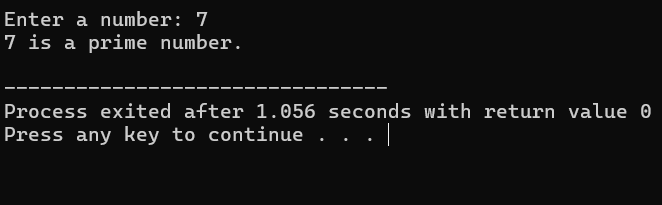 Enter a number: 7
7 is a prime number.
--------------------------------
Process exited after 1.056 seconds with return value 0
Press any key to continue . . .